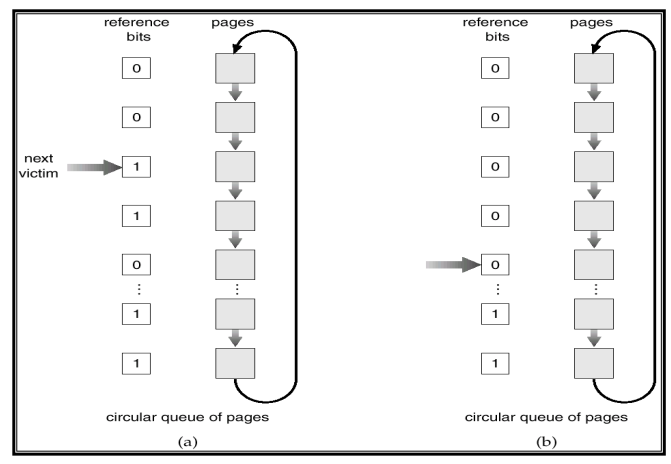 reference bits
pages
0
0
next victim
1
1
0
⋮
⋮
1
1
circular queue of pages
(a)
reference bits
pages
0
0
0
0
0
⋮
⋮
1
1
circular queue of pages
(b)